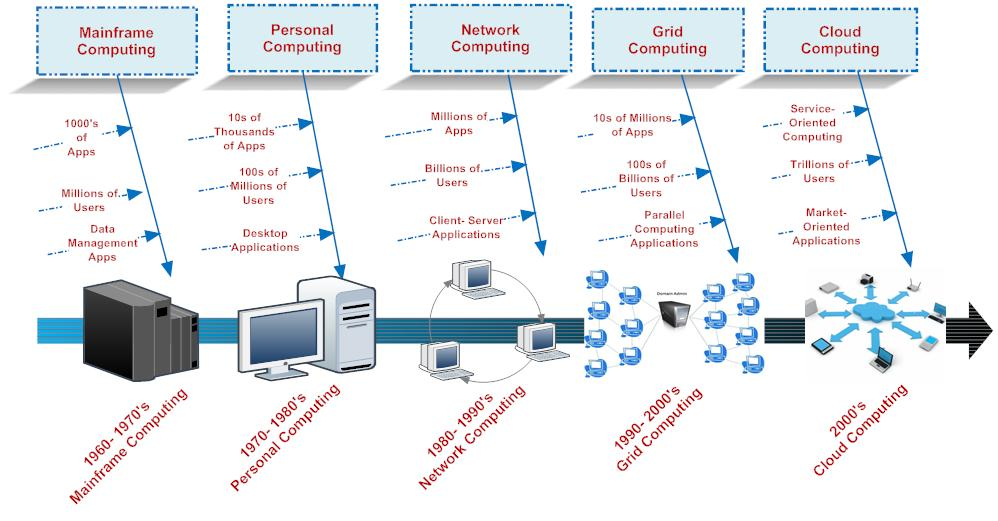 Mainframe
Computing
Personal
Computing
Network
Computing
Grid
Computing
Cloud
Computing
1000's
of
Apps
Millions of
Users
Data
Management
Apps
10s of
Thousands
of Apps
100s of
Millions of
Users
Desktop
Applications
Millions of
Apps
Billions of
Users
Client- Server
Applications
10s of Millions
of Apps
100s of
Billions of
Users
Parallel
Computing
Applications
Service-
Oriented
Computing
Trillions of
Users
Market-
Oriented
Applications
Domain Admin
1960- 1970's
Mainframe Computing
1970- 1980's
Personal Computing
1980- 1990's
Network Computing
1990- 2000's
Grid Computing
2000's
Cloud Computing